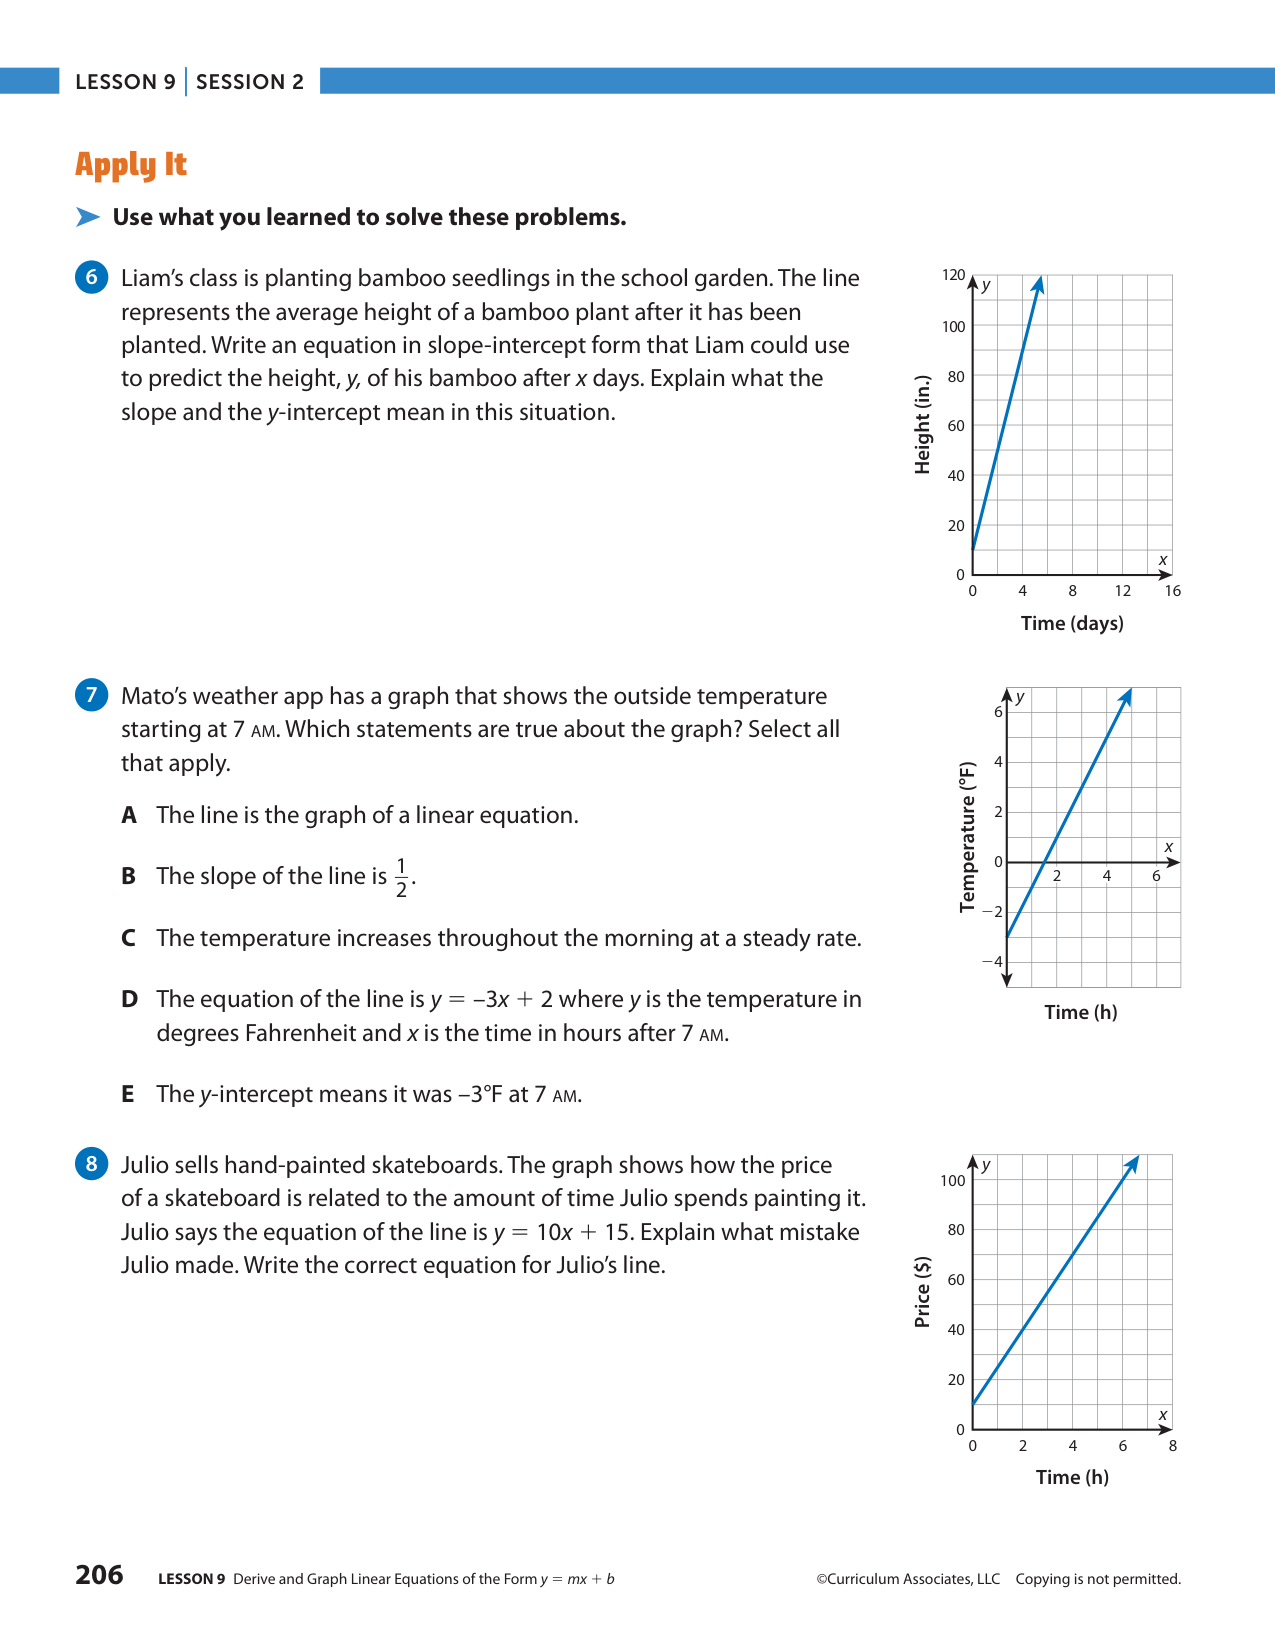 LESSON 9 | SESSION 2
Apply It
Use what you learned to solve these problems.
6 Liam’s class is planting bamboo seedlings in the school garden. The line
represents the average height of a bamboo plant after it has been
planted. Write an equation in slope-intercept form that Liam could use
to predict the height, y, of his bamboo after x days. Explain what the
slope and the y-intercept mean in this situation.
120
y
100
80
60
40
20
0
x
0 4 8 12 16
Height (in.)
Time (days)
7 Mato’s weather app has a graph that shows the outside temperature
starting at 7 AM. Which statements are true about the graph? Select all
that apply.
A The line is the graph of a linear equation.
B The slope of the line is 1/2.
C The temperature increases throughout the morning at a steady rate.
D The equation of the line is y = –3x + 2 where y is the temperature in
degrees Fahrenheit and x is the time in hours after 7 AM.
E The y-intercept means it was –3°F at 7 AM.
y
6
4
2
0
−2
−4
x
2 4 6
Temperature (°F)
Time (h)
8 Julio sells hand-painted skateboards. The graph shows how the price
of a skateboard is related to the amount of time Julio spends painting it.
Julio says the equation of the line is y = 10x + 15. Explain what mistake
Julio made. Write the correct equation for Julio’s line.
y
100
80
60
40
20
0
x
0 2 4 6 8
Price ($)
Time (h)
206 LESSON 9 Derive and Graph Linear Equations of the Form y = mx + b ©Curriculum Associates, LLC Copying is not permitted.